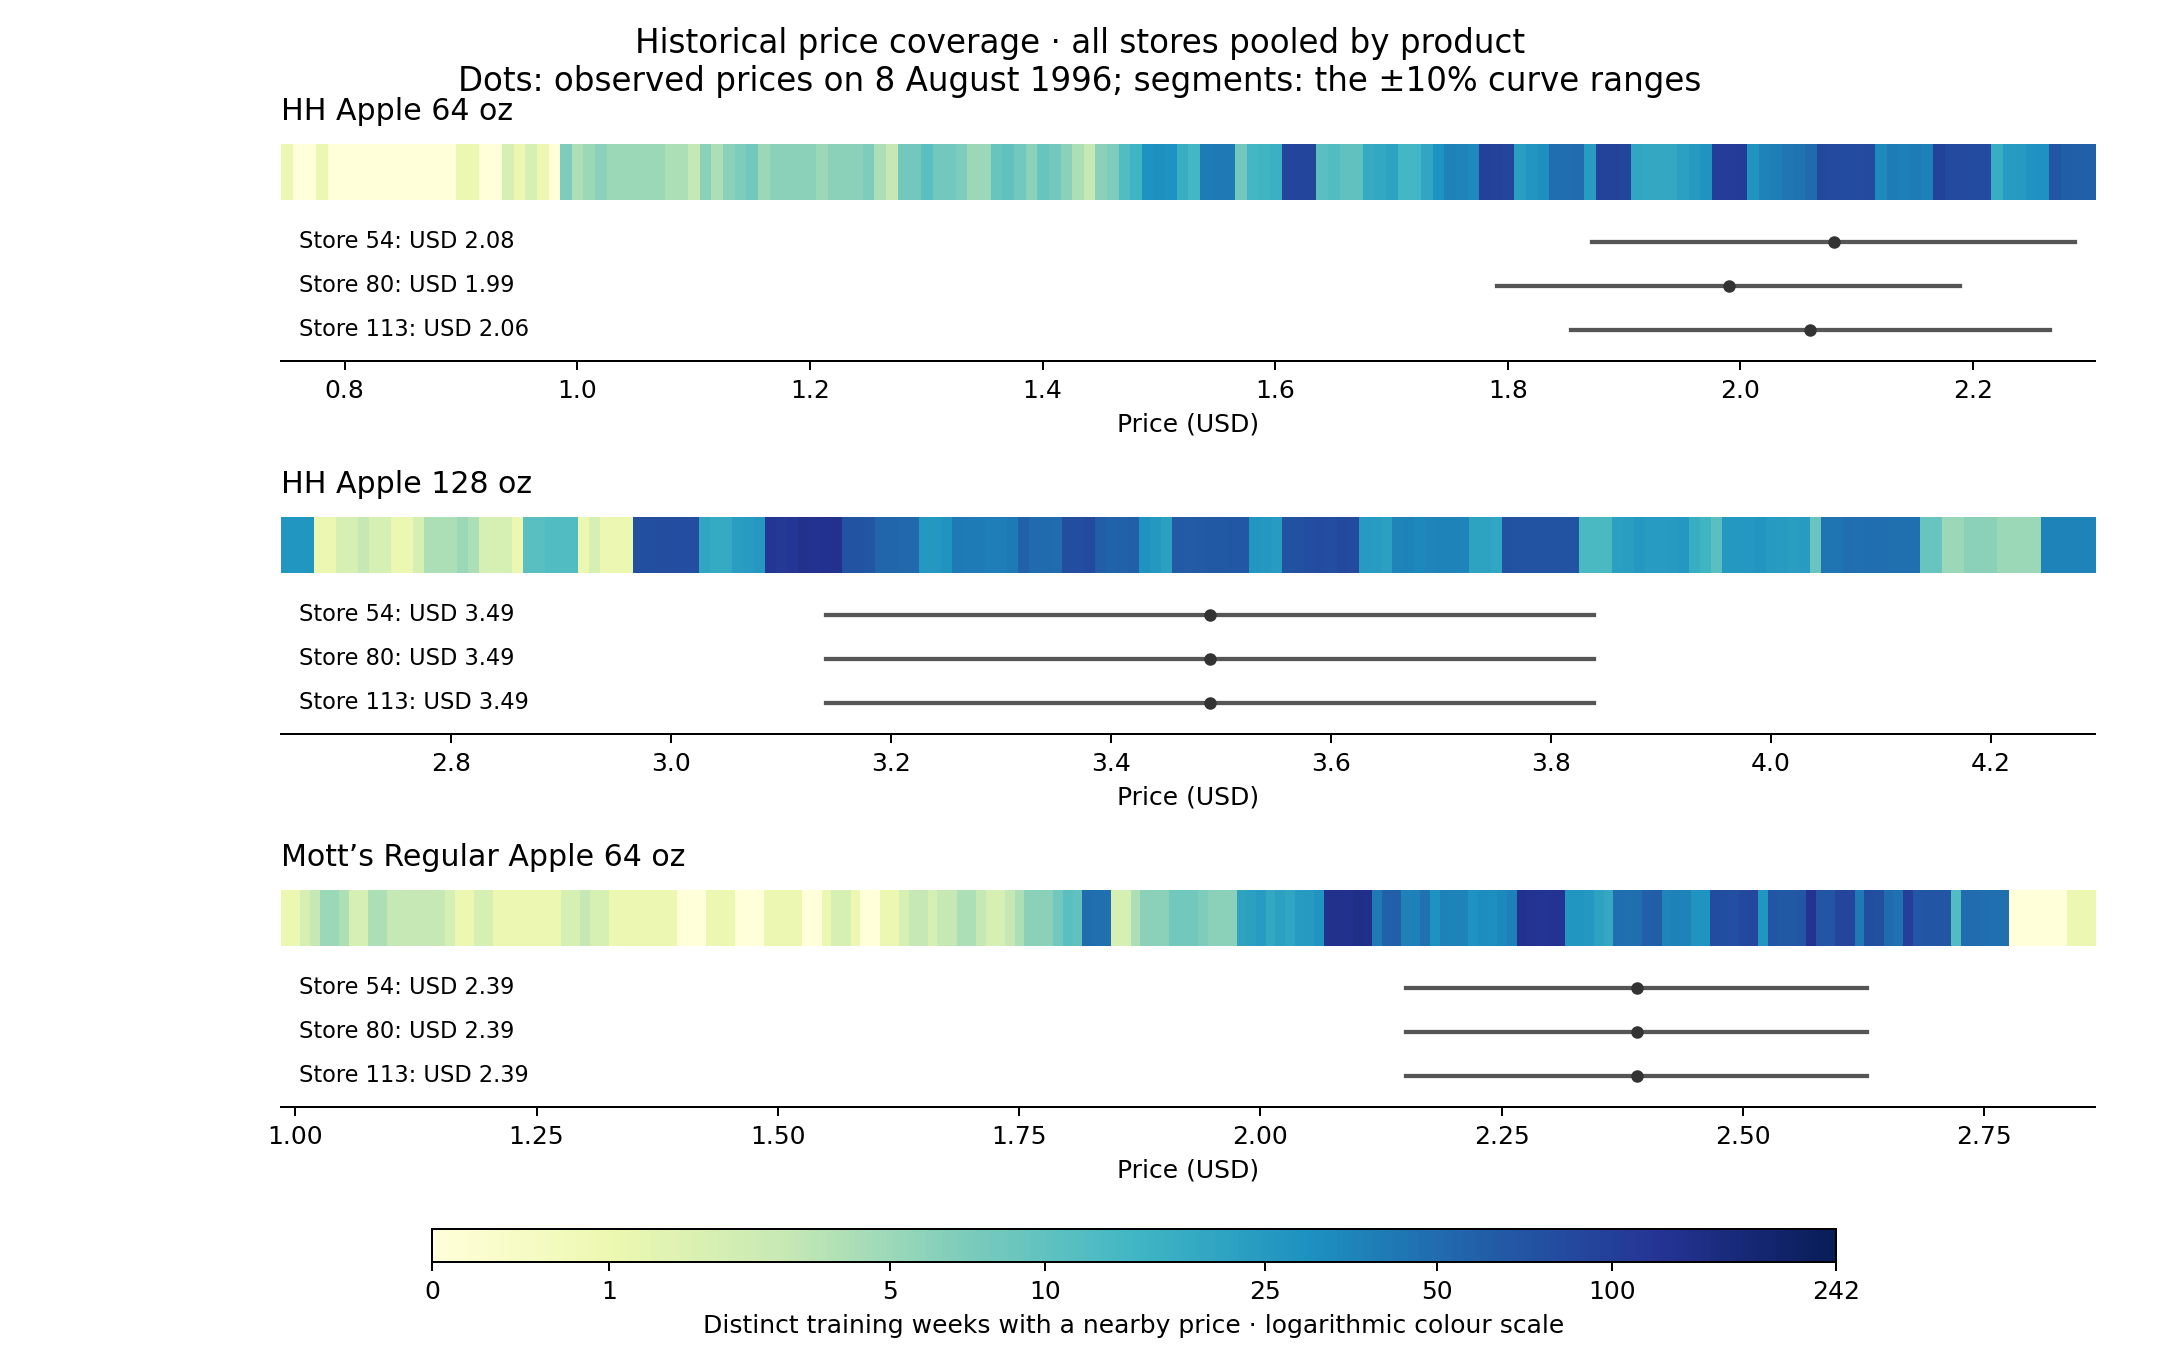 Historical price coverage · all stores pooled by product
Dots: observed prices on 8 August 1996; segments: the ±10% curve ranges
HH Apple 64 oz
Store 54: USD 2.08
Store 80: USD 1.99
Store 113: USD 2.06
0.8 1.0 1.2 1.4 1.6 1.8 2.0 2.2
Price (USD)
HH Apple 128 oz
Store 54: USD 3.49
Store 80: USD 3.49
Store 113: USD 3.49
2.8 3.0 3.2 3.4 3.6 3.8 4.0 4.2
Price (USD)
Mott’s Regular Apple 64 oz
Store 54: USD 2.39
Store 80: USD 2.39
Store 113: USD 2.39
1.00 1.25 1.50 1.75 2.00 2.25 2.50 2.75
Price (USD)
0 1 5 10 25 50 100 242
Distinct training weeks with a nearby price · logarithmic colour scale